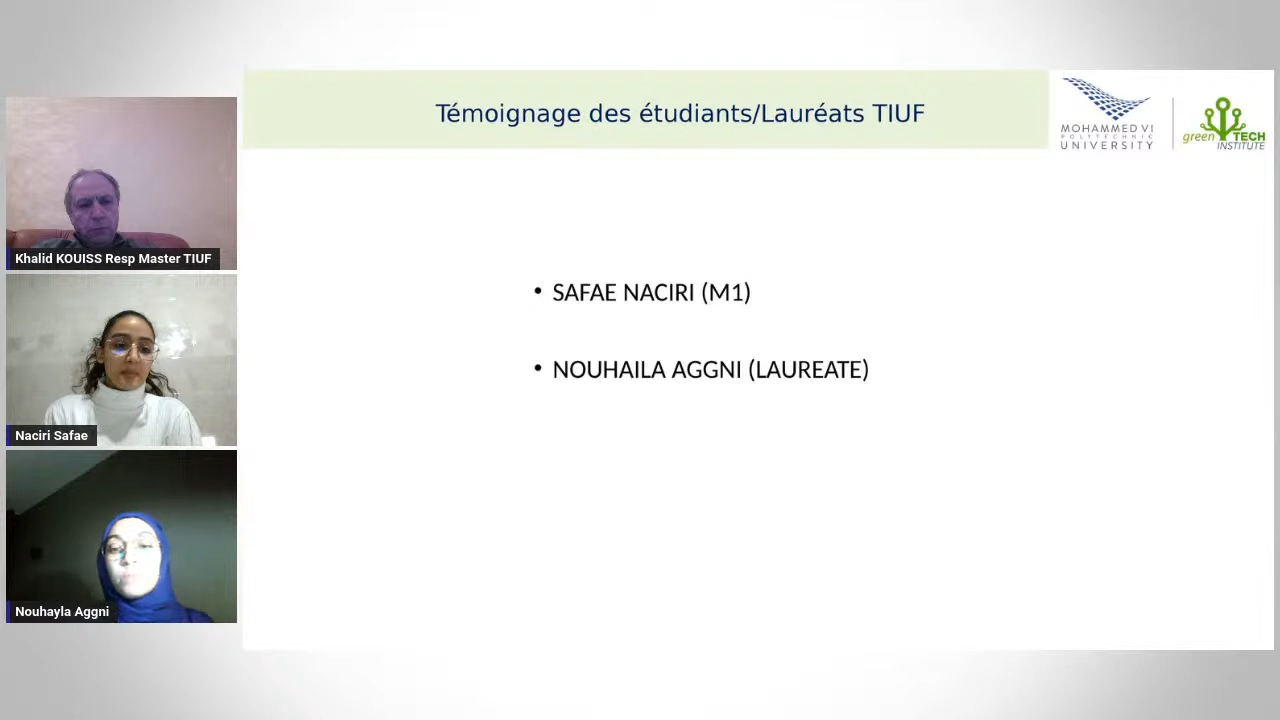 Témoignage des étudiants/Lauréats TIUF
MOHAMMED VI
POLYTECHNIC
UNIVERSITY
green TECH
INSTITUTE
Khalid KOUISS Resp Master TIUF
Naciri Safae
Nouhayla Aggni
• SAFAE NACIRI (M1)
• NOUHAILA AGGNI (LAUREATE)